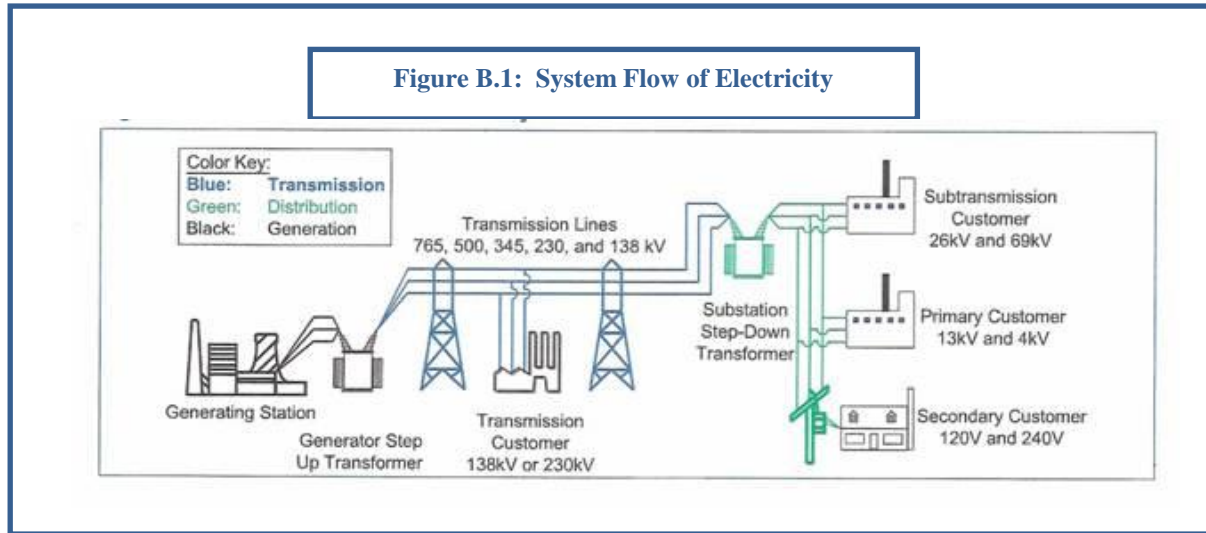 Figure B.1: System Flow of Electricity
Color Key:
Blue: Transmission
Green: Distribution
Black: Generation
Transmission Lines
765, 500, 345, 230, and 138 kV
Subtransmission
Customer
26kV and 69kV
Substation
Step-Down
Transformer
Primary Customer
13kV and 4kV
Generating Station
Generator Step
Up Transformer
Transmission
Customer
138kV or 230kV
Secondary Customer
120V and 240V